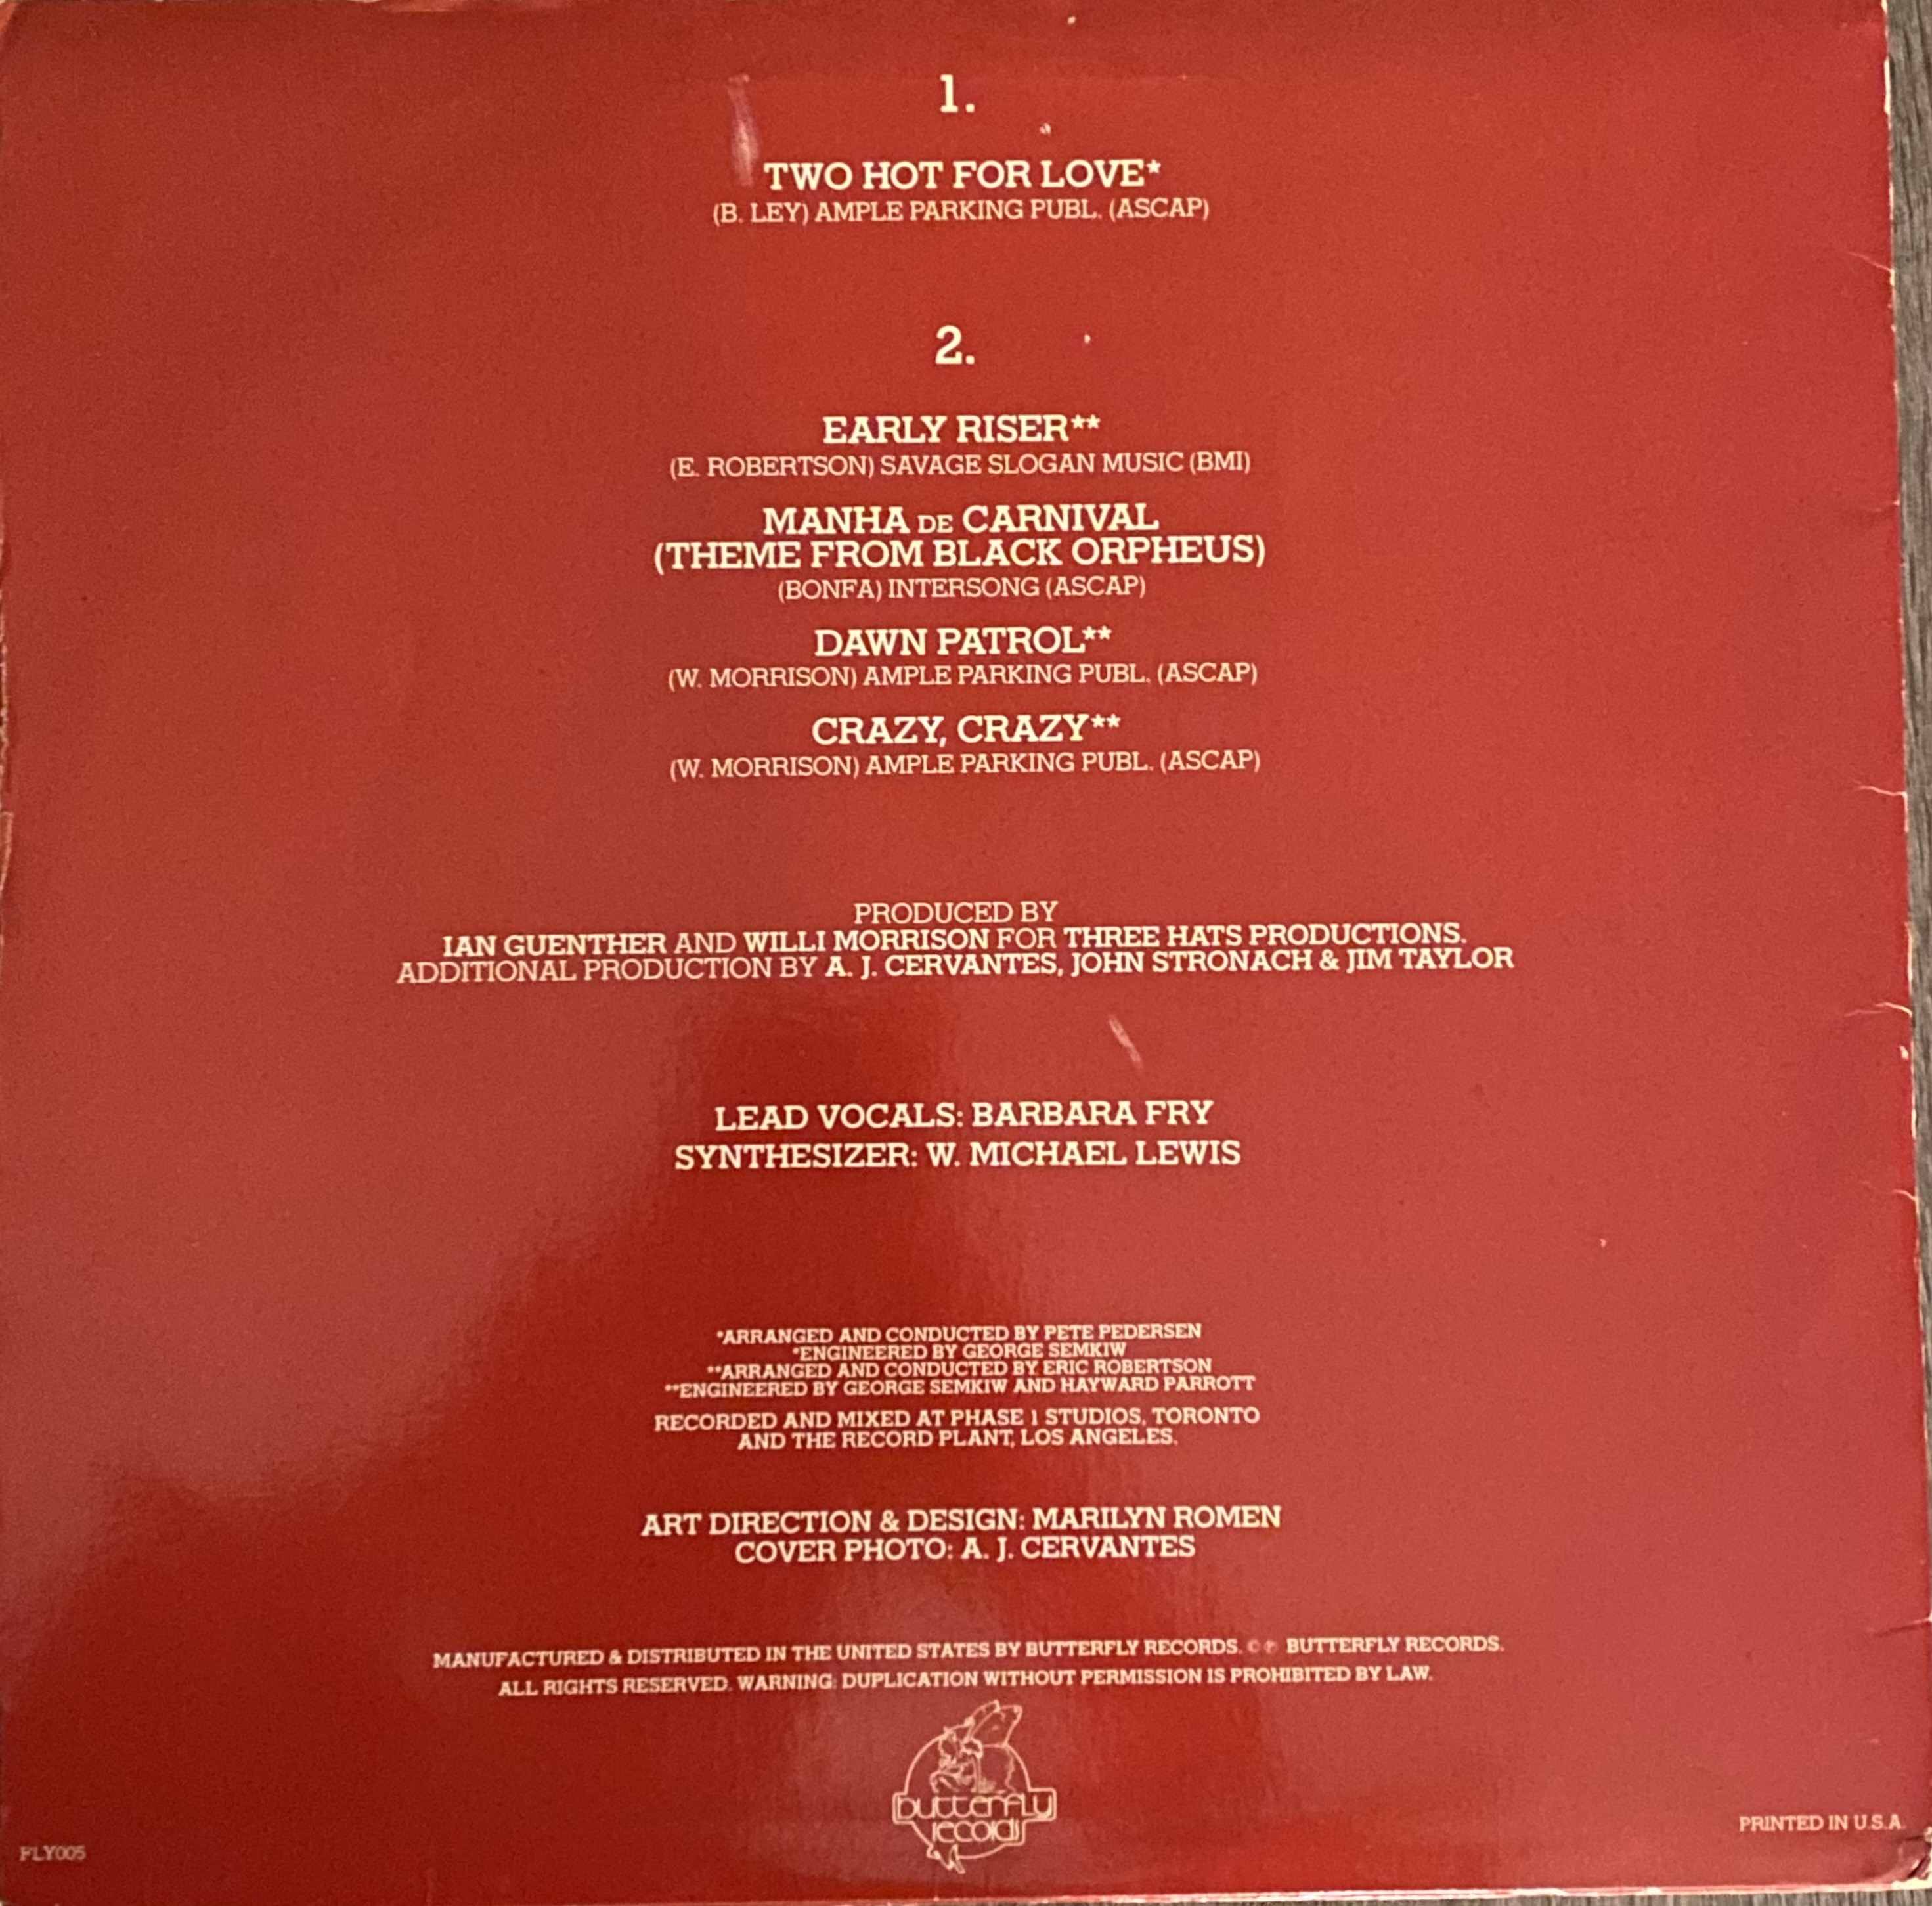 1.
TWO HOT FOR LOVE*
(B. LEY) AMPLE PARKING PUBL. (ASCAP)
2.
EARLY RISER**
(E. ROBERTSON) SAVAGE SLOGAN MUSIC (BMI)
MANHA DE CARNIVAL
(THEME FROM BLACK ORPHEUS)
(BONFA) INTERSONG (ASCAP)
DAWN PATROL**
(W. MORRISON) AMPLE PARKING PUBL. (ASCAP)
CRAZY, CRAZY**
(W. MORRISON) AMPLE PARKING PUBL. (ASCAP)
PRODUCED BY
IAN GUENTHER AND WILLI MORRISON FOR THREE HATS PRODUCTIONS.
ADDITIONAL PRODUCTION BY A. J. CERVANTES, JOHN STRONACH & JIM TAYLOR
LEAD VOCALS: BARBARA FRY
SYNTHESIZER: W. MICHAEL LEWIS
*ARRANGED AND CONDUCTED BY PETE PEDERSEN
*ENGINEERED BY GEORGE SEMKIW
**ARRANGED AND CONDUCTED BY ERIC ROBERTSON
**ENGINEERED BY GEORGE SEMKIW AND HAYWARD PARROTT
RECORDED AND MIXED AT PHASE 1 STUDIOS, TORONTO
AND THE RECORD PLANT, LOS ANGELES.
ART DIRECTION & DESIGN: MARILYN ROMEN
COVER PHOTO: A. J. CERVANTES
MANUFACTURED & DISTRIBUTED IN THE UNITED STATES BY BUTTERFLY RECORDS. © ℗ BUTTERFLY RECORDS.
ALL RIGHTS RESERVED. WARNING: DUPLICATION WITHOUT PERMISSION IS PROHIBITED BY LAW.
butterfly
records
PRINTED IN U.S.A.
FLY005